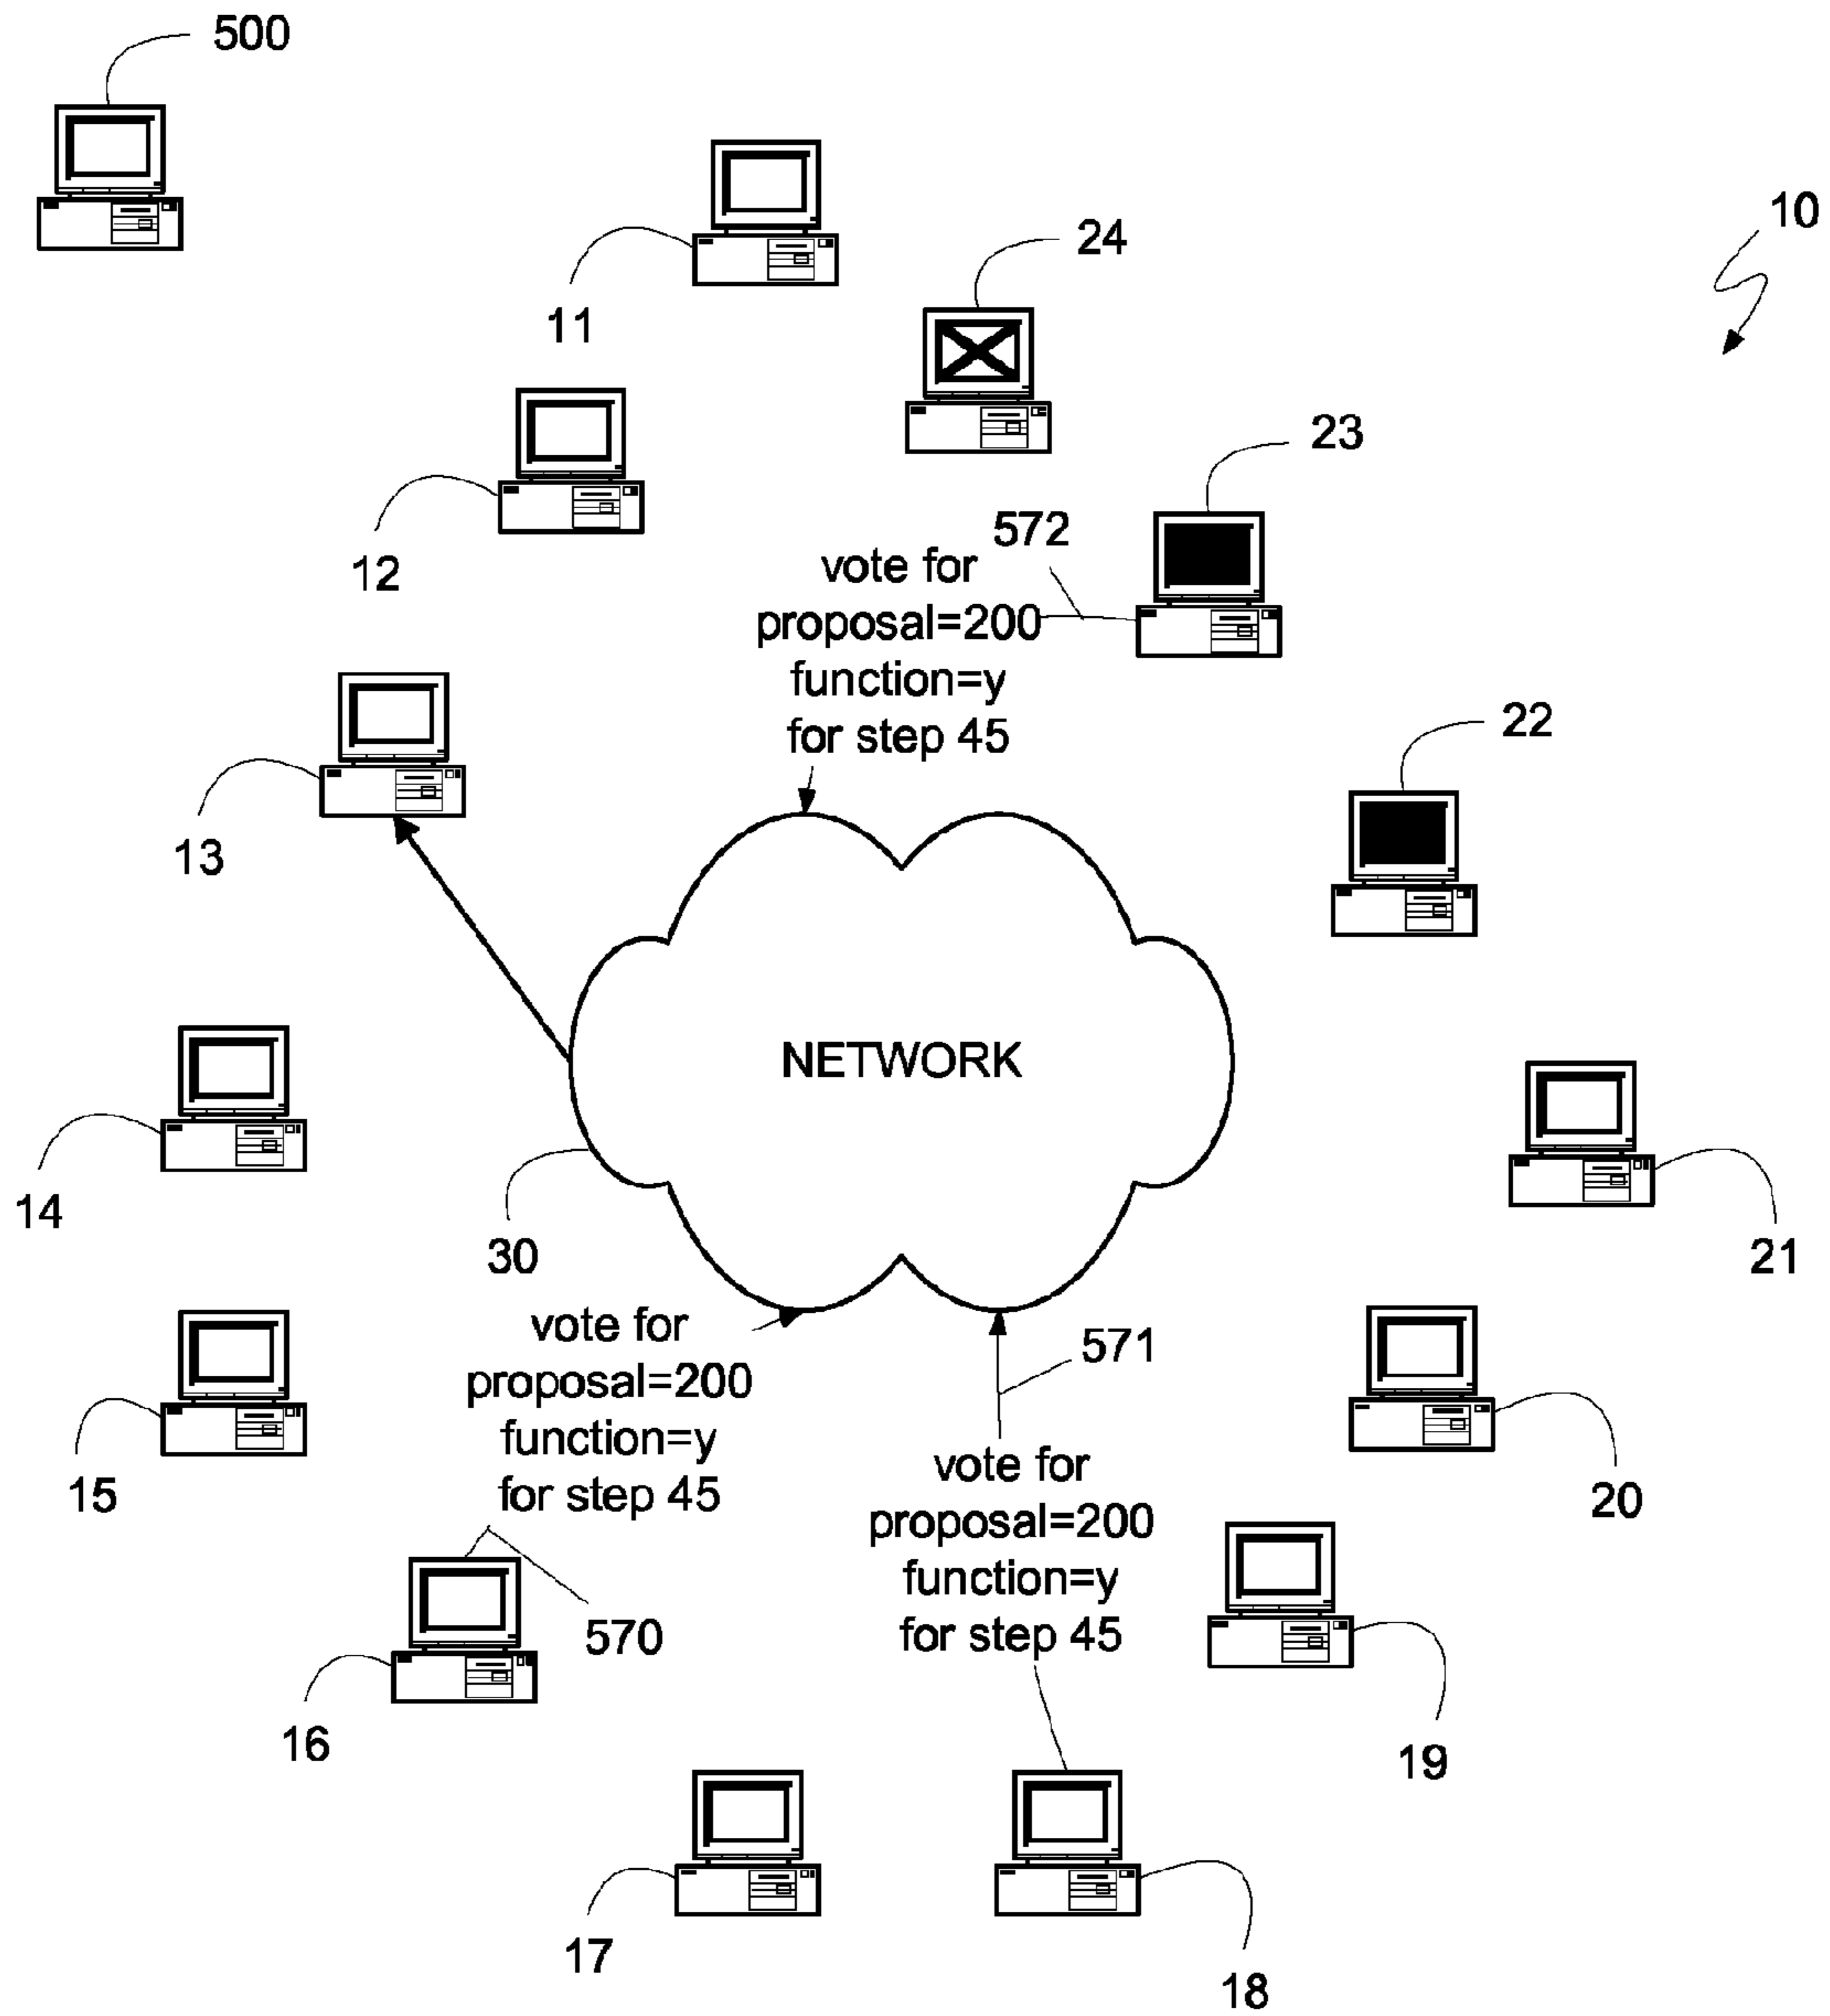 500
10
11
24
12
23
572
vote for
proposal=200
function=y
for step 45
22
13
NETWORK
14
30
21
vote for
proposal=200
function=y
for step 45
571
15
20
vote for
proposal=200
function=y
for step 45
570
16
19
17
18